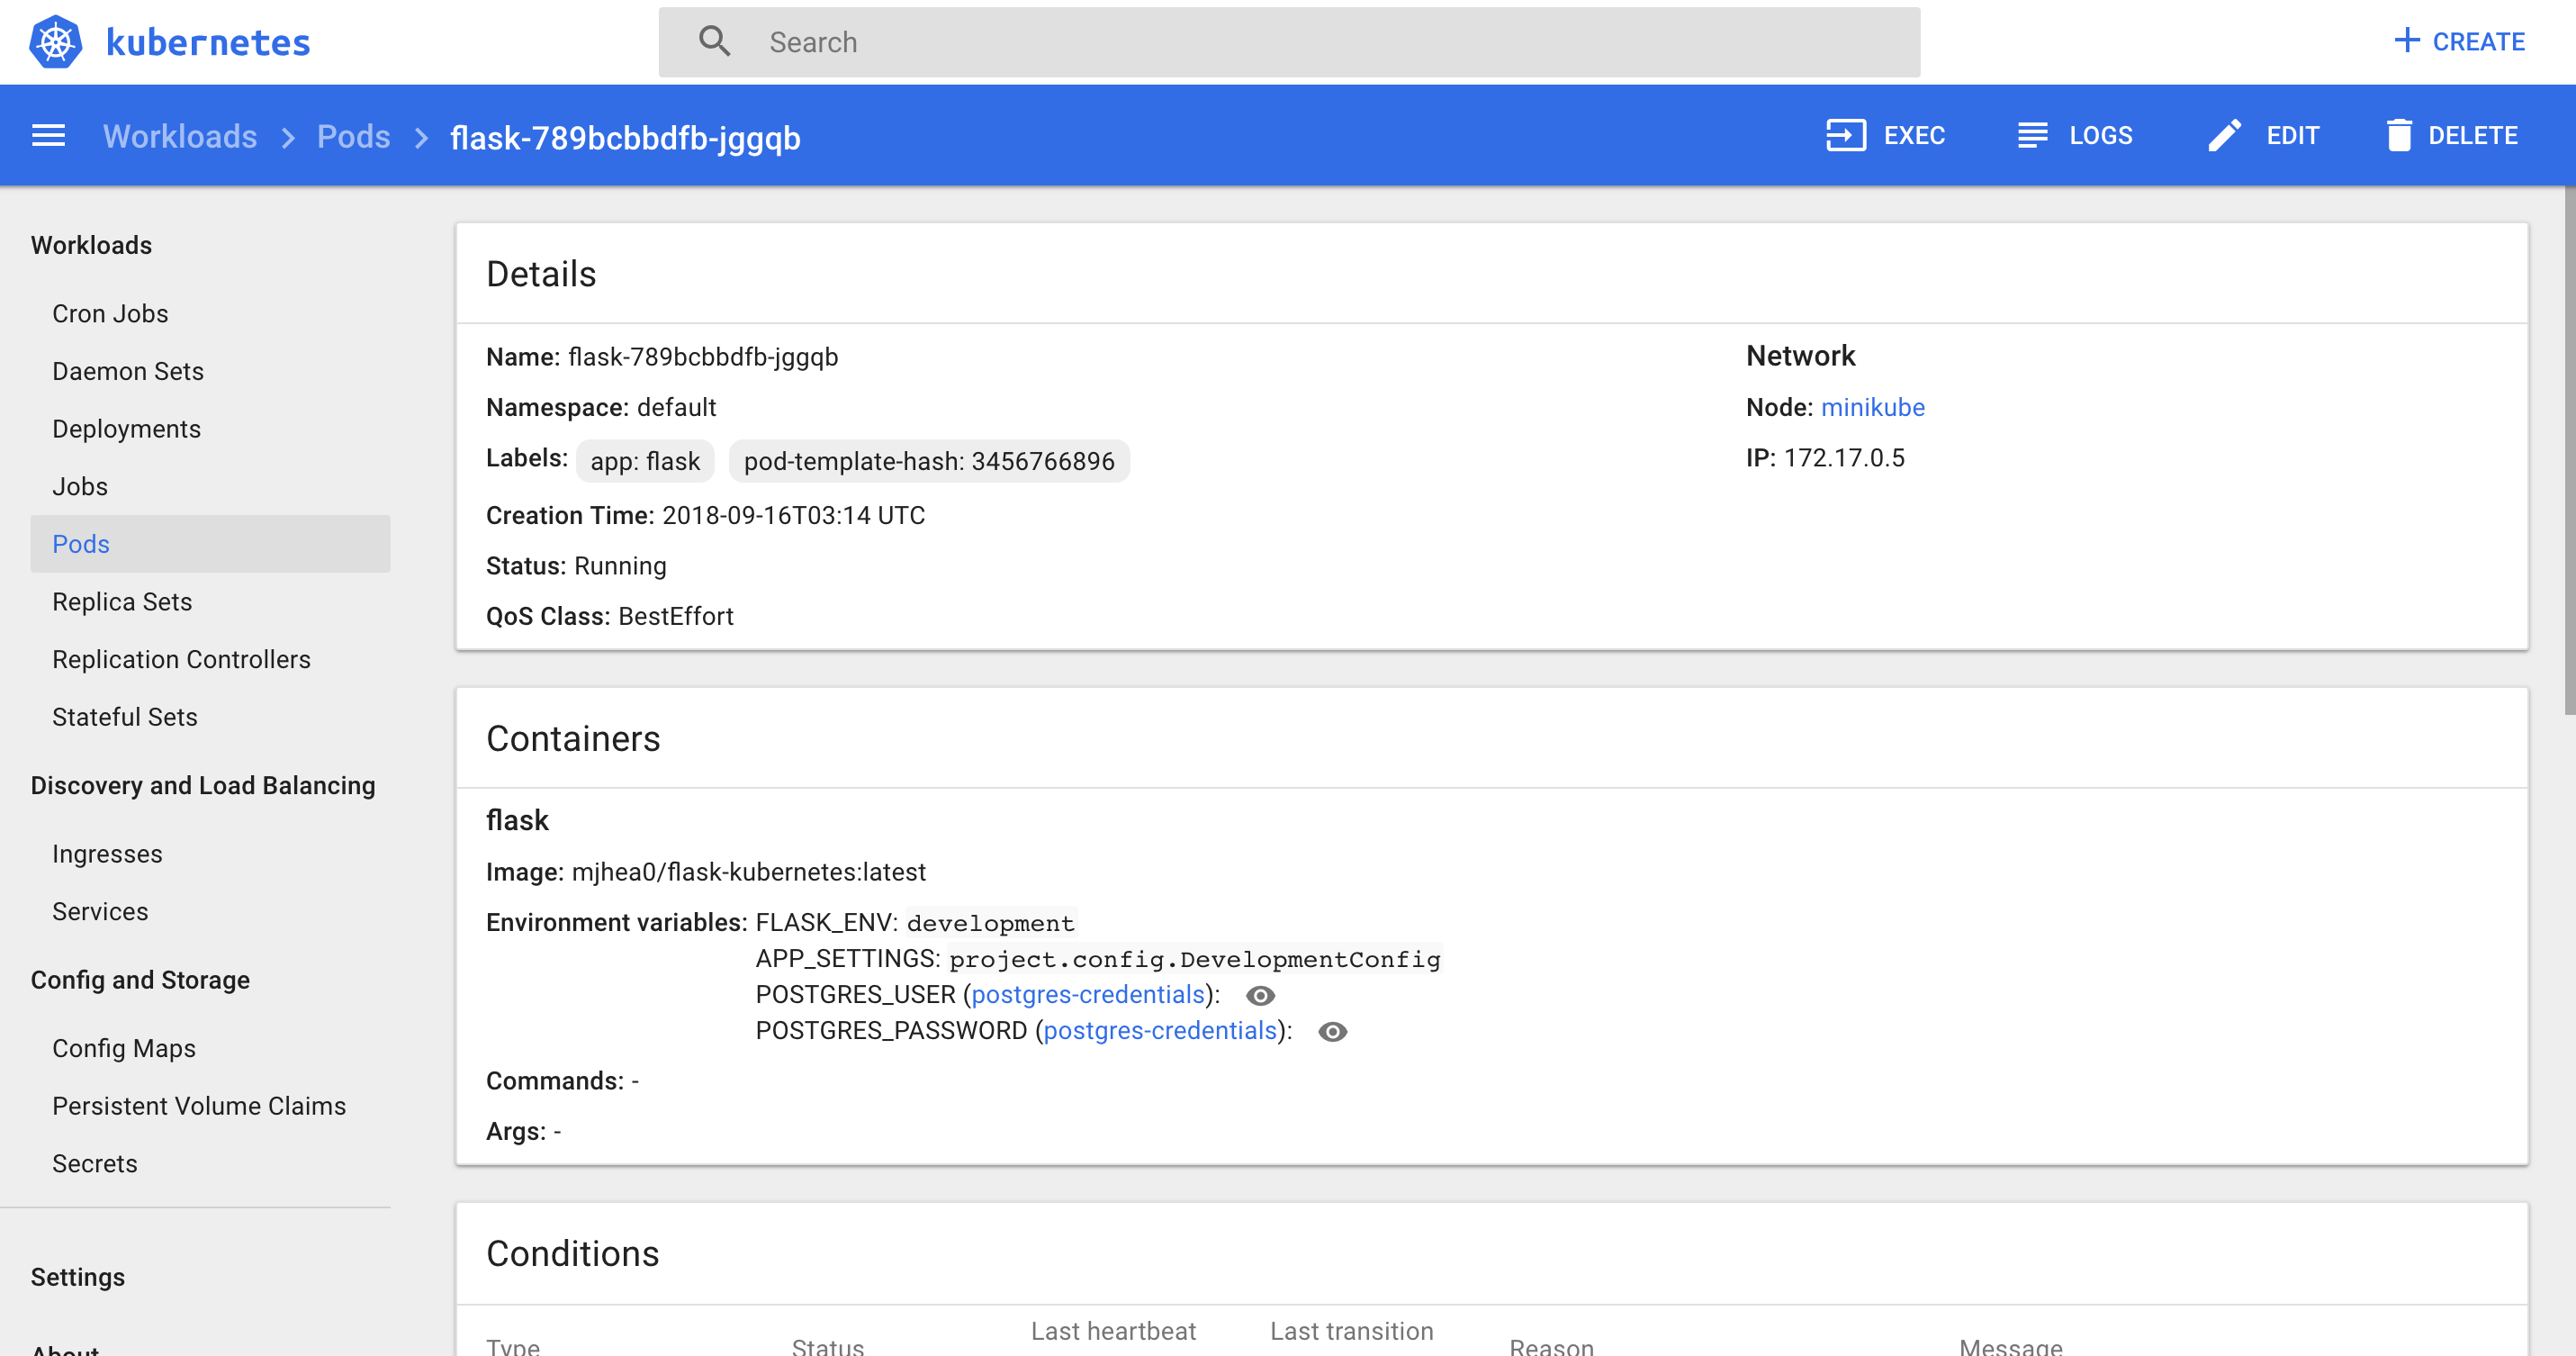 kubernetes
Search
CREATE
Workloads > Pods > flask-789bcbbdfb-jggqb
EXEC
LOGS
EDIT
DELETE
Workloads
Cron Jobs
Daemon Sets
Deployments
Jobs
Pods
Replica Sets
Replication Controllers
Stateful Sets
Discovery and Load Balancing
Ingresses
Services
Config and Storage
Config Maps
Persistent Volume Claims
Secrets
Settings
About
Details
Name: flask-789bcbbdfb-jggqb
Namespace: default
Labels: app: flask pod-template-hash: 3456766896
Creation Time: 2018-09-16T03:14 UTC
Status: Running
QoS Class: BestEffort
Network
Node: minikube
IP: 172.17.0.5
Containers
flask
Image: mjhea0/flask-kubernetes:latest
Environment variables: FLASK_ENV: development
APP_SETTINGS: project.config.DevelopmentConfig
POSTGRES_USER (postgres-credentials):
POSTGRES_PASSWORD (postgres-credentials):
Commands: -
Args: -
Conditions
Type
Status
Last heartbeat
Last transition
Reason
Message